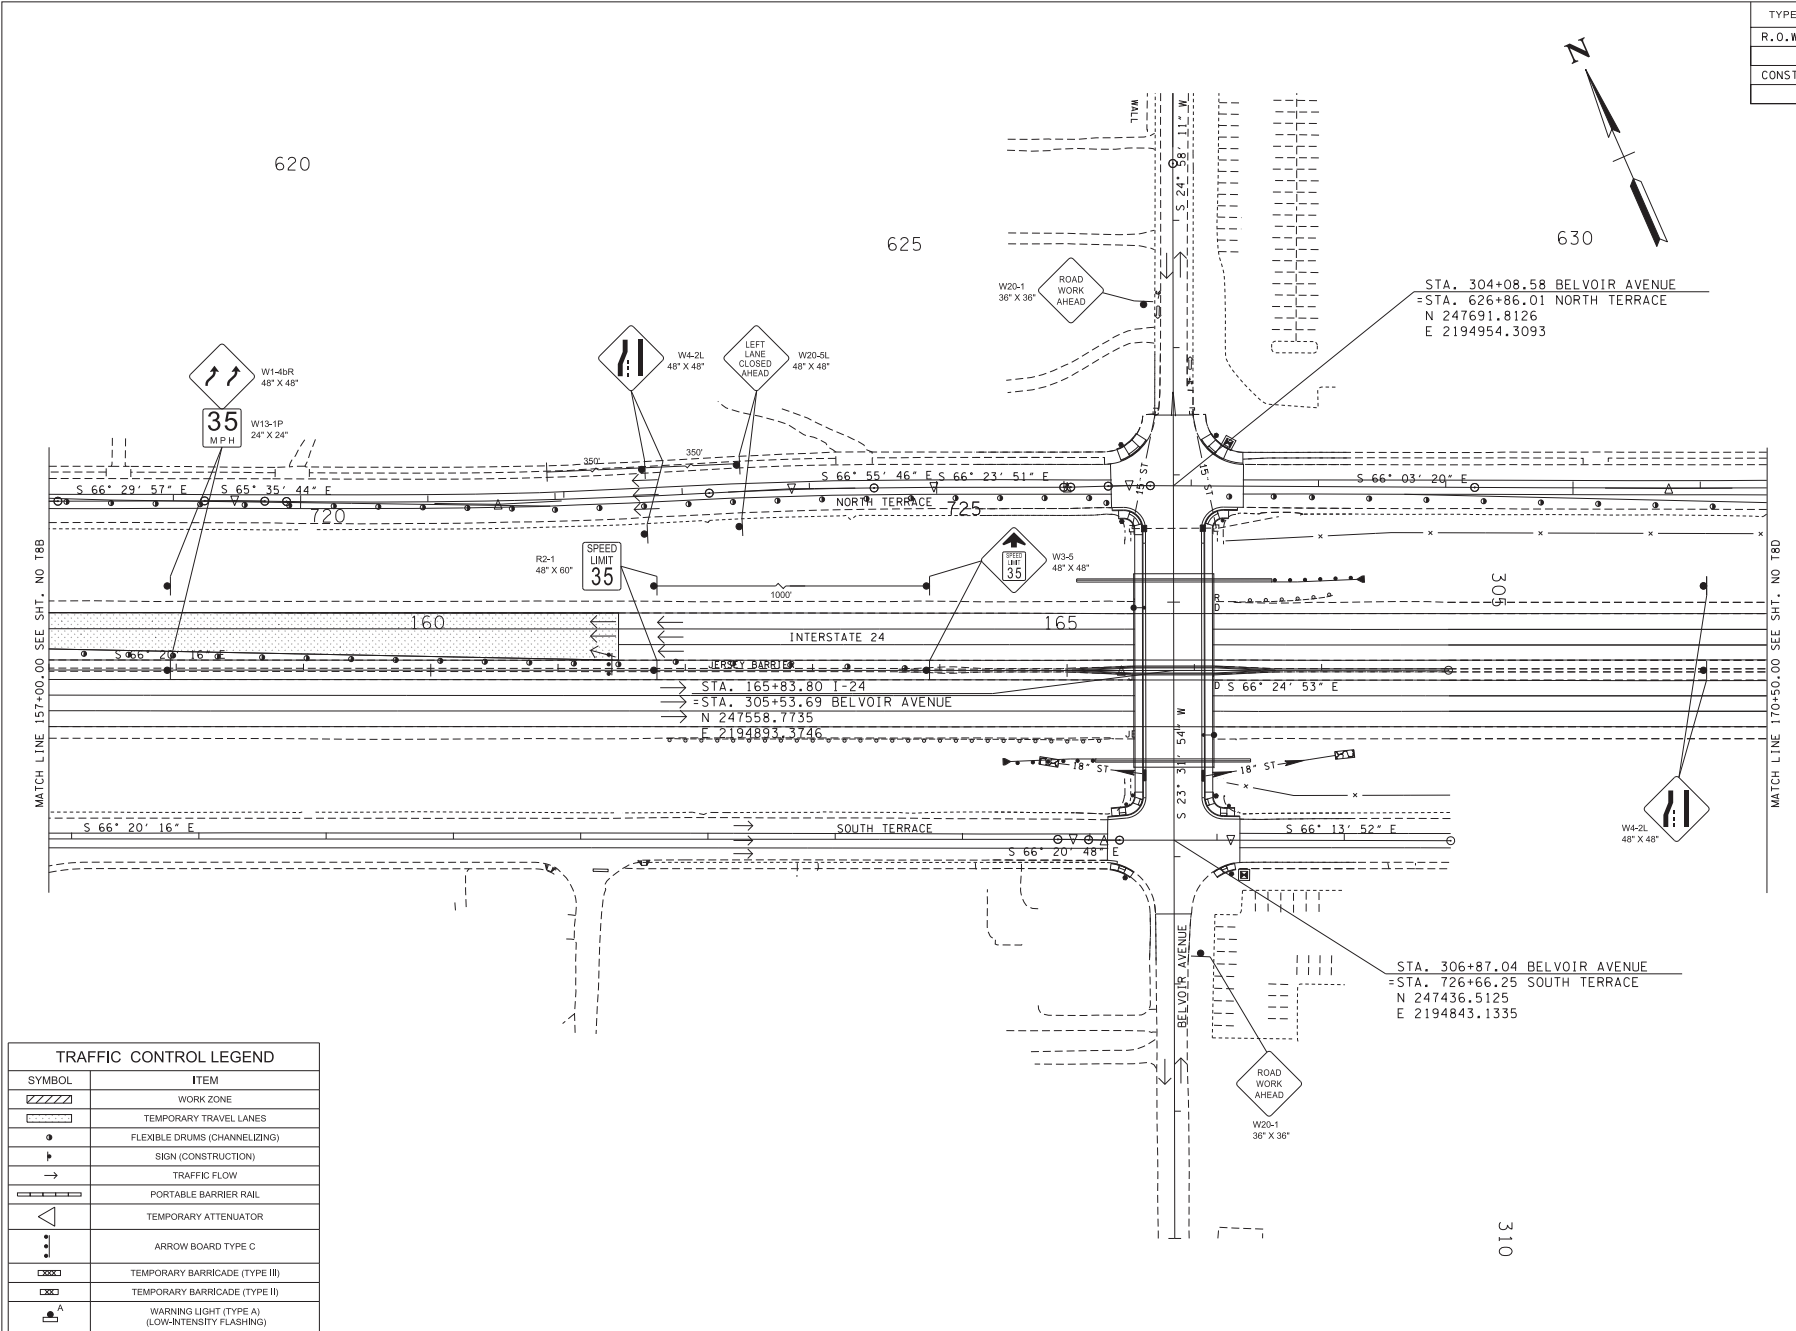 TYPE
R.O.W
CONST
N
620
625
630
WALL
S 24° 58' 11" W
W20-1
36" X 36"
ROAD
WORK
AHEAD
STA. 304+08.58 BELVOIR AVENUE
=STA. 626+86.01 NORTH TERRACE
N 247691.8126
E 2194954.3093
W1-4bR
48" X 48"
35
MPH
W13-1P
24" X 24"
W4-2L
48" X 48"
LEFT
LANE
CLOSED
AHEAD
W20-5L
48" X 48"
350'
350'
S 66° 29' 57" E
S 65° 35' 44" E
S 66° 55' 46" E
S 66° 23' 51" E
S 66° 03' 20" E
15" ST
15" ST
NORTH TERRACE
720
725
R2-1
48" X 60"
SPEED
LIMIT
35
SPEED
LIMIT
35
W3-5
48" X 48"
1000'
MATCH LINE 157+00.00 SEE SHT. NO T8B
MATCH LINE 170+50.00 SEE SHT. NO T8D
305
160
165
R
D
INTERSTATE 24
S 66° 20' 16" E
JERSEY BARRIER
STA. 165+83.80 I-24
=STA. 305+53.69 BELVOIR AVENUE
N 247558.7735
E 2194893.3746
D
S 66° 24' 53" E
S 23° 31' 54" W
18" ST
18" ST
S 66° 20' 16" E
SOUTH TERRACE
S 66° 20' 48" E
S 66° 13' 52" E
W4-2L
48" X 48"
BELVOIR AVENUE
STA. 306+87.04 BELVOIR AVENUE
=STA. 726+66.25 SOUTH TERRACE
N 247436.5125
E 2194843.1335
ROAD
WORK
AHEAD
W20-1
36" X 36"
310
TRAFFIC CONTROL LEGEND
SYMBOL ITEM
WORK ZONE
TEMPORARY TRAVEL LANES
FLEXIBLE DRUMS (CHANNELIZING)
SIGN (CONSTRUCTION)
TRAFFIC FLOW
PORTABLE BARRIER RAIL
TEMPORARY ATTENUATOR
ARROW BOARD TYPE C
TEMPORARY BARRICADE (TYPE III)
TEMPORARY BARRICADE (TYPE II)
A
WARNING LIGHT (TYPE A)
(LOW-INTENSITY FLASHING)